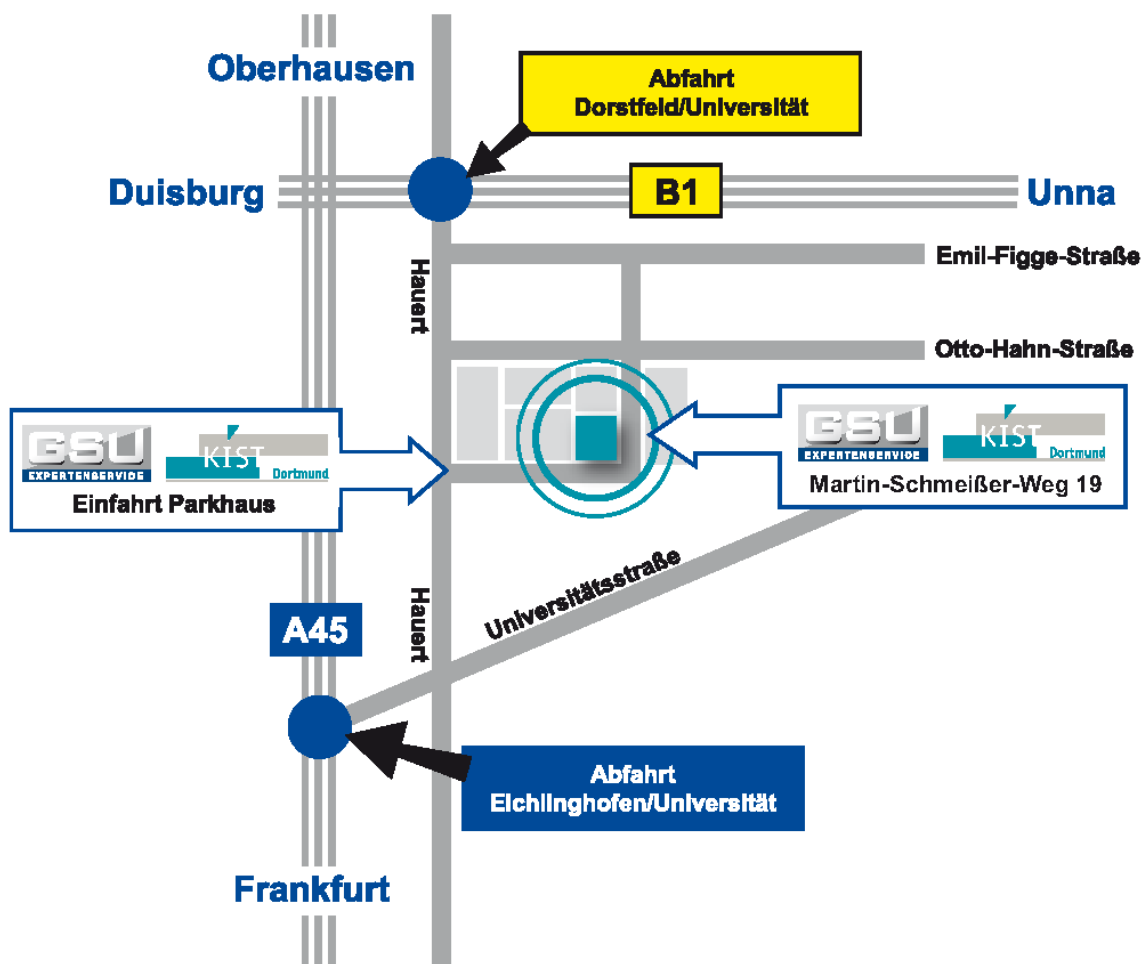 Oberhausen
Abfahrt
Dorstfeld/Universität
Duisburg
B1
Unna
Hauert
Emil-Figge-Straße
Otto-Hahn-Straße
GSU
EXPERTENSERVICE
KIST
Dortmund
Einfahrt Parkhaus
GSU
EXPERTENSERVICE
KIST
Dortmund
Martin-Schmeißer-Weg 19
Universitätsstraße
Hauert
A45
Abfahrt
Eichlinghofen/Universität
Frankfurt